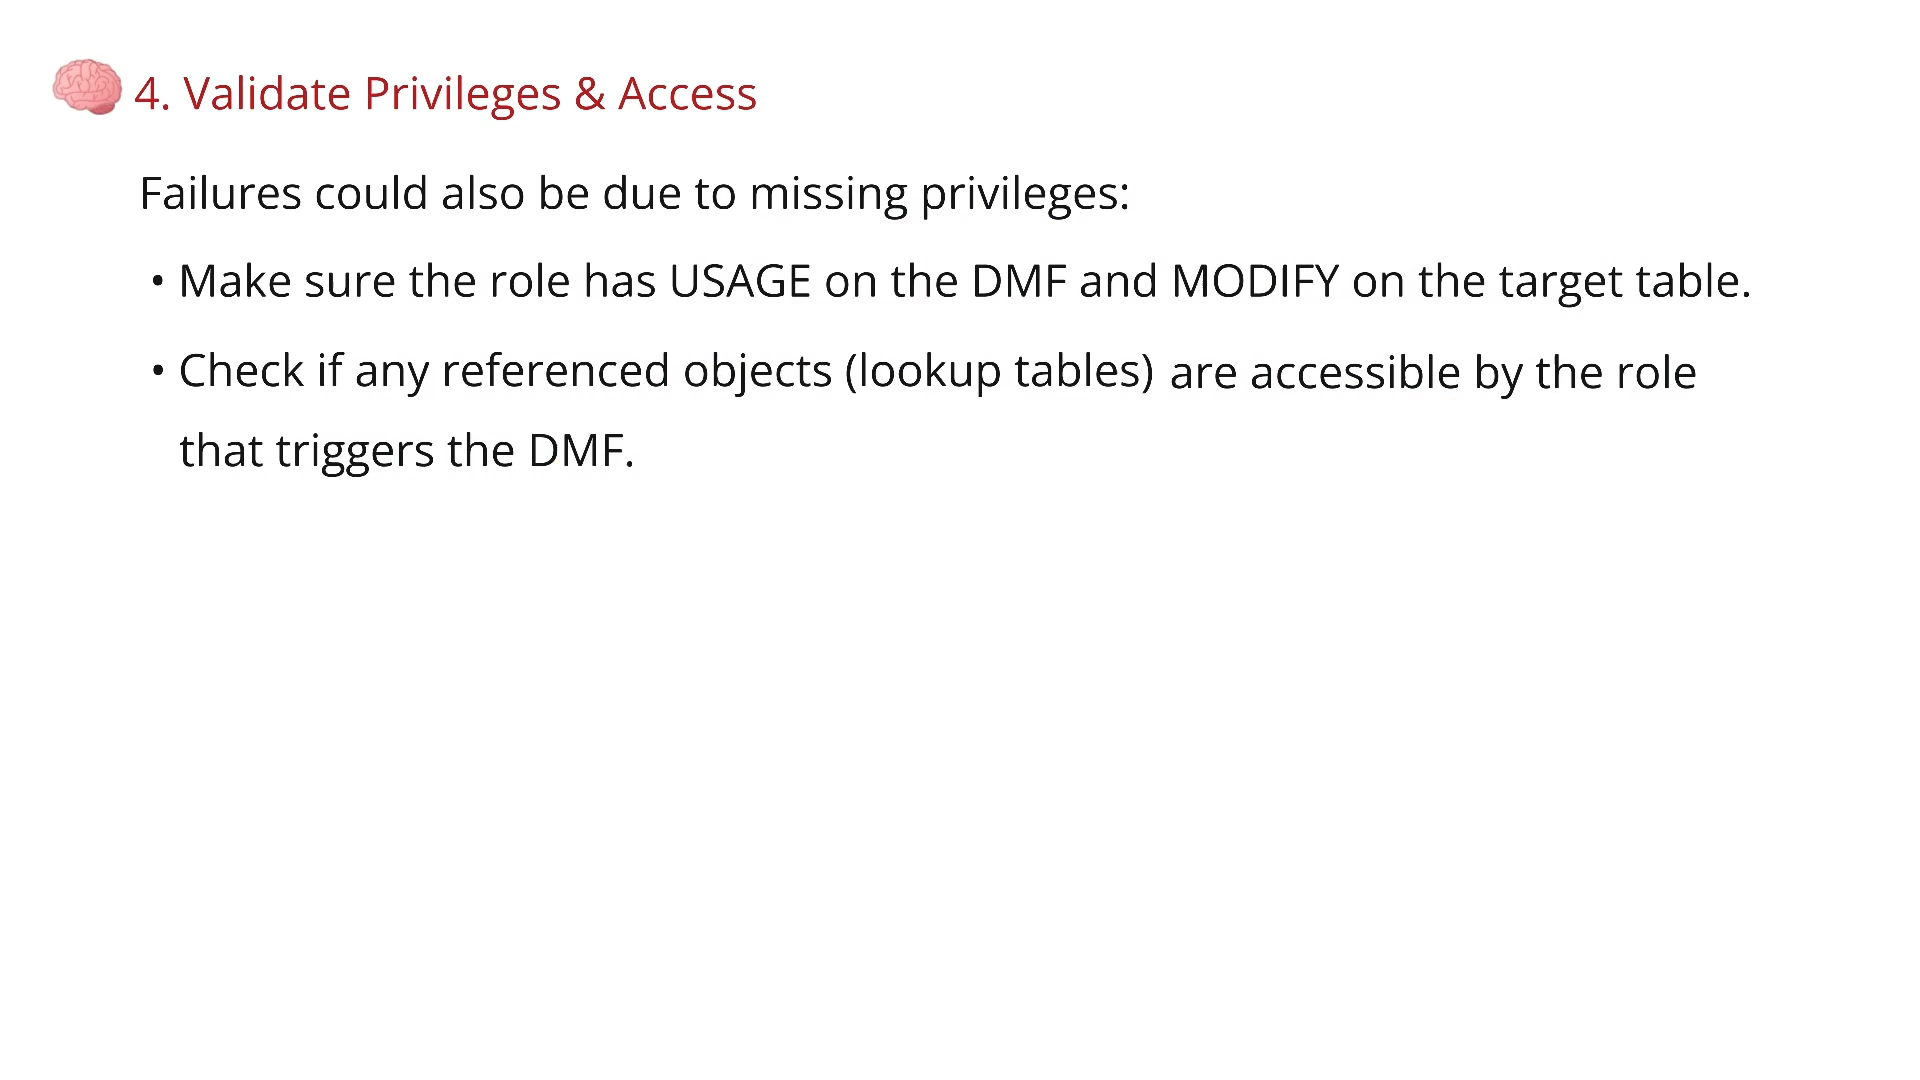 4. Validate Privileges & Access
Failures could also be due to missing privileges:
• Make sure the role has USAGE on the DMF and MODIFY on the target table.
• Check if any referenced objects (lookup tables) are accessible by the role
that triggers the DMF.